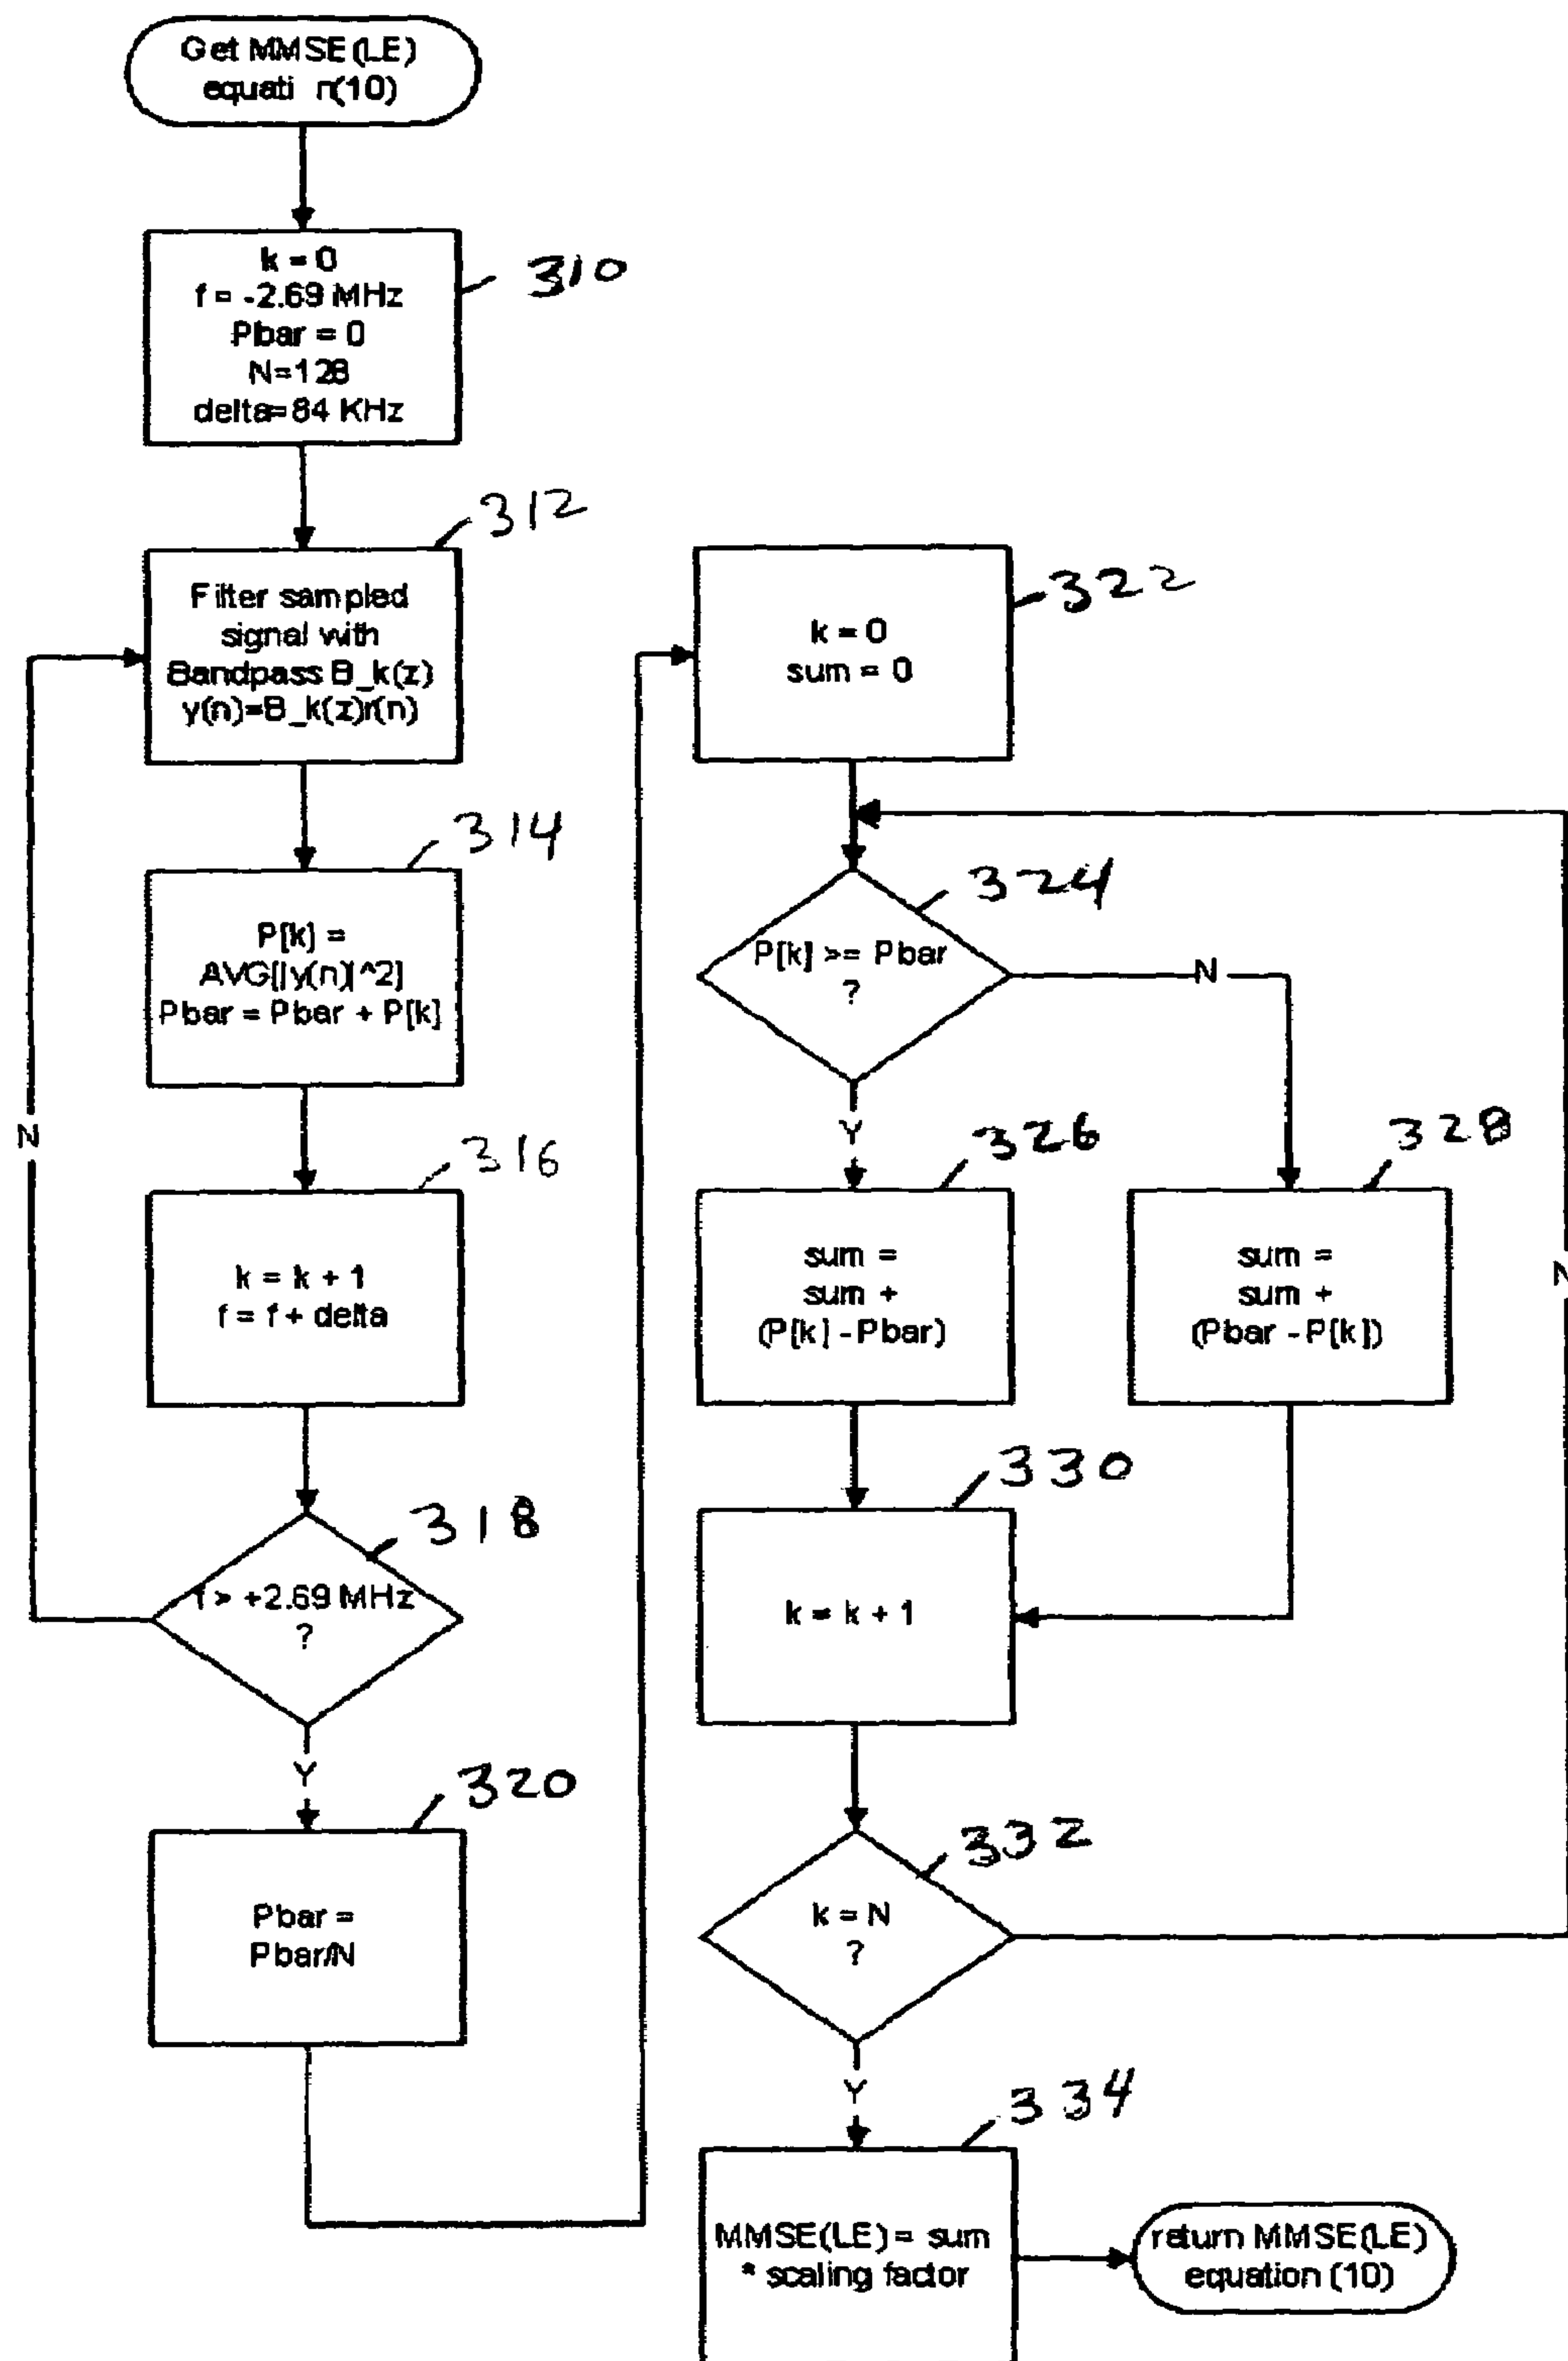 Get MMSE(LE)
equati n(10)
k = 0
f = -2.69 MHz
Pbar = 0
N=128
delta=84 KHz
310
312
Filter sampled
signal with
Bandpass B_k(z)
y(n)=B_k(z)r(n)
314
P[k] =
AVG[|y(n)|^2]
Pbar = Pbar + P[k]
N
316
k = k + 1
f = f + delta
318
f > +2.69 MHz
?
Y
320
Pbar =
Pbar/N
322
k = 0
sum = 0
324
P[k] >= Pbar
?
N
Y
326
sum =
sum +
(P[k] - Pbar)
328
sum =
sum +
(Pbar - P[k])
N
330
k = k + 1
332
k = N
?
Y
334
MMSE(LE) = sum
* scaling factor
return MMSE(LE)
equation (10)